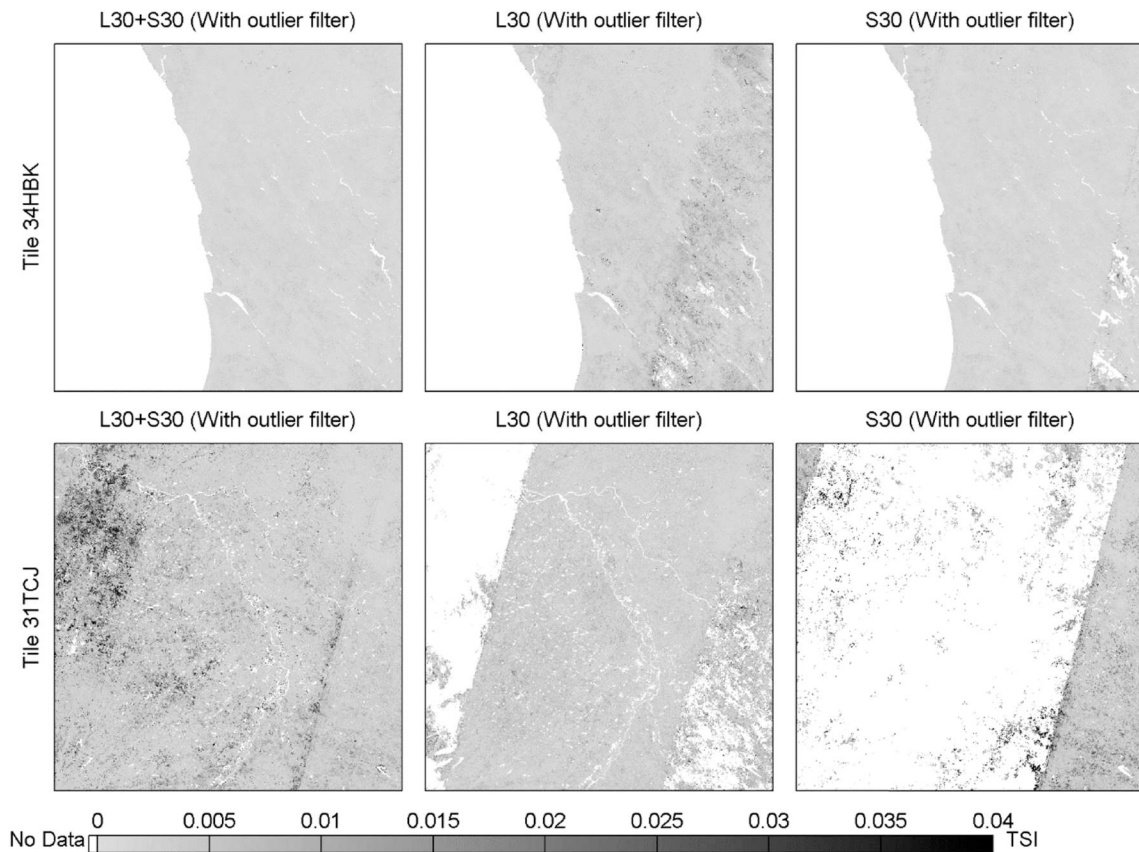 L30+S30 (With outlier filter) L30 (With outlier filter) S30 (With outlier filter)
Tile 34HBK
L30+S30 (With outlier filter) L30 (With outlier filter) S30 (With outlier filter)
Tile 31TCJ
0 0.005 0.01 0.015 0.02 0.025 0.03 0.035 0.04
No Data TSI